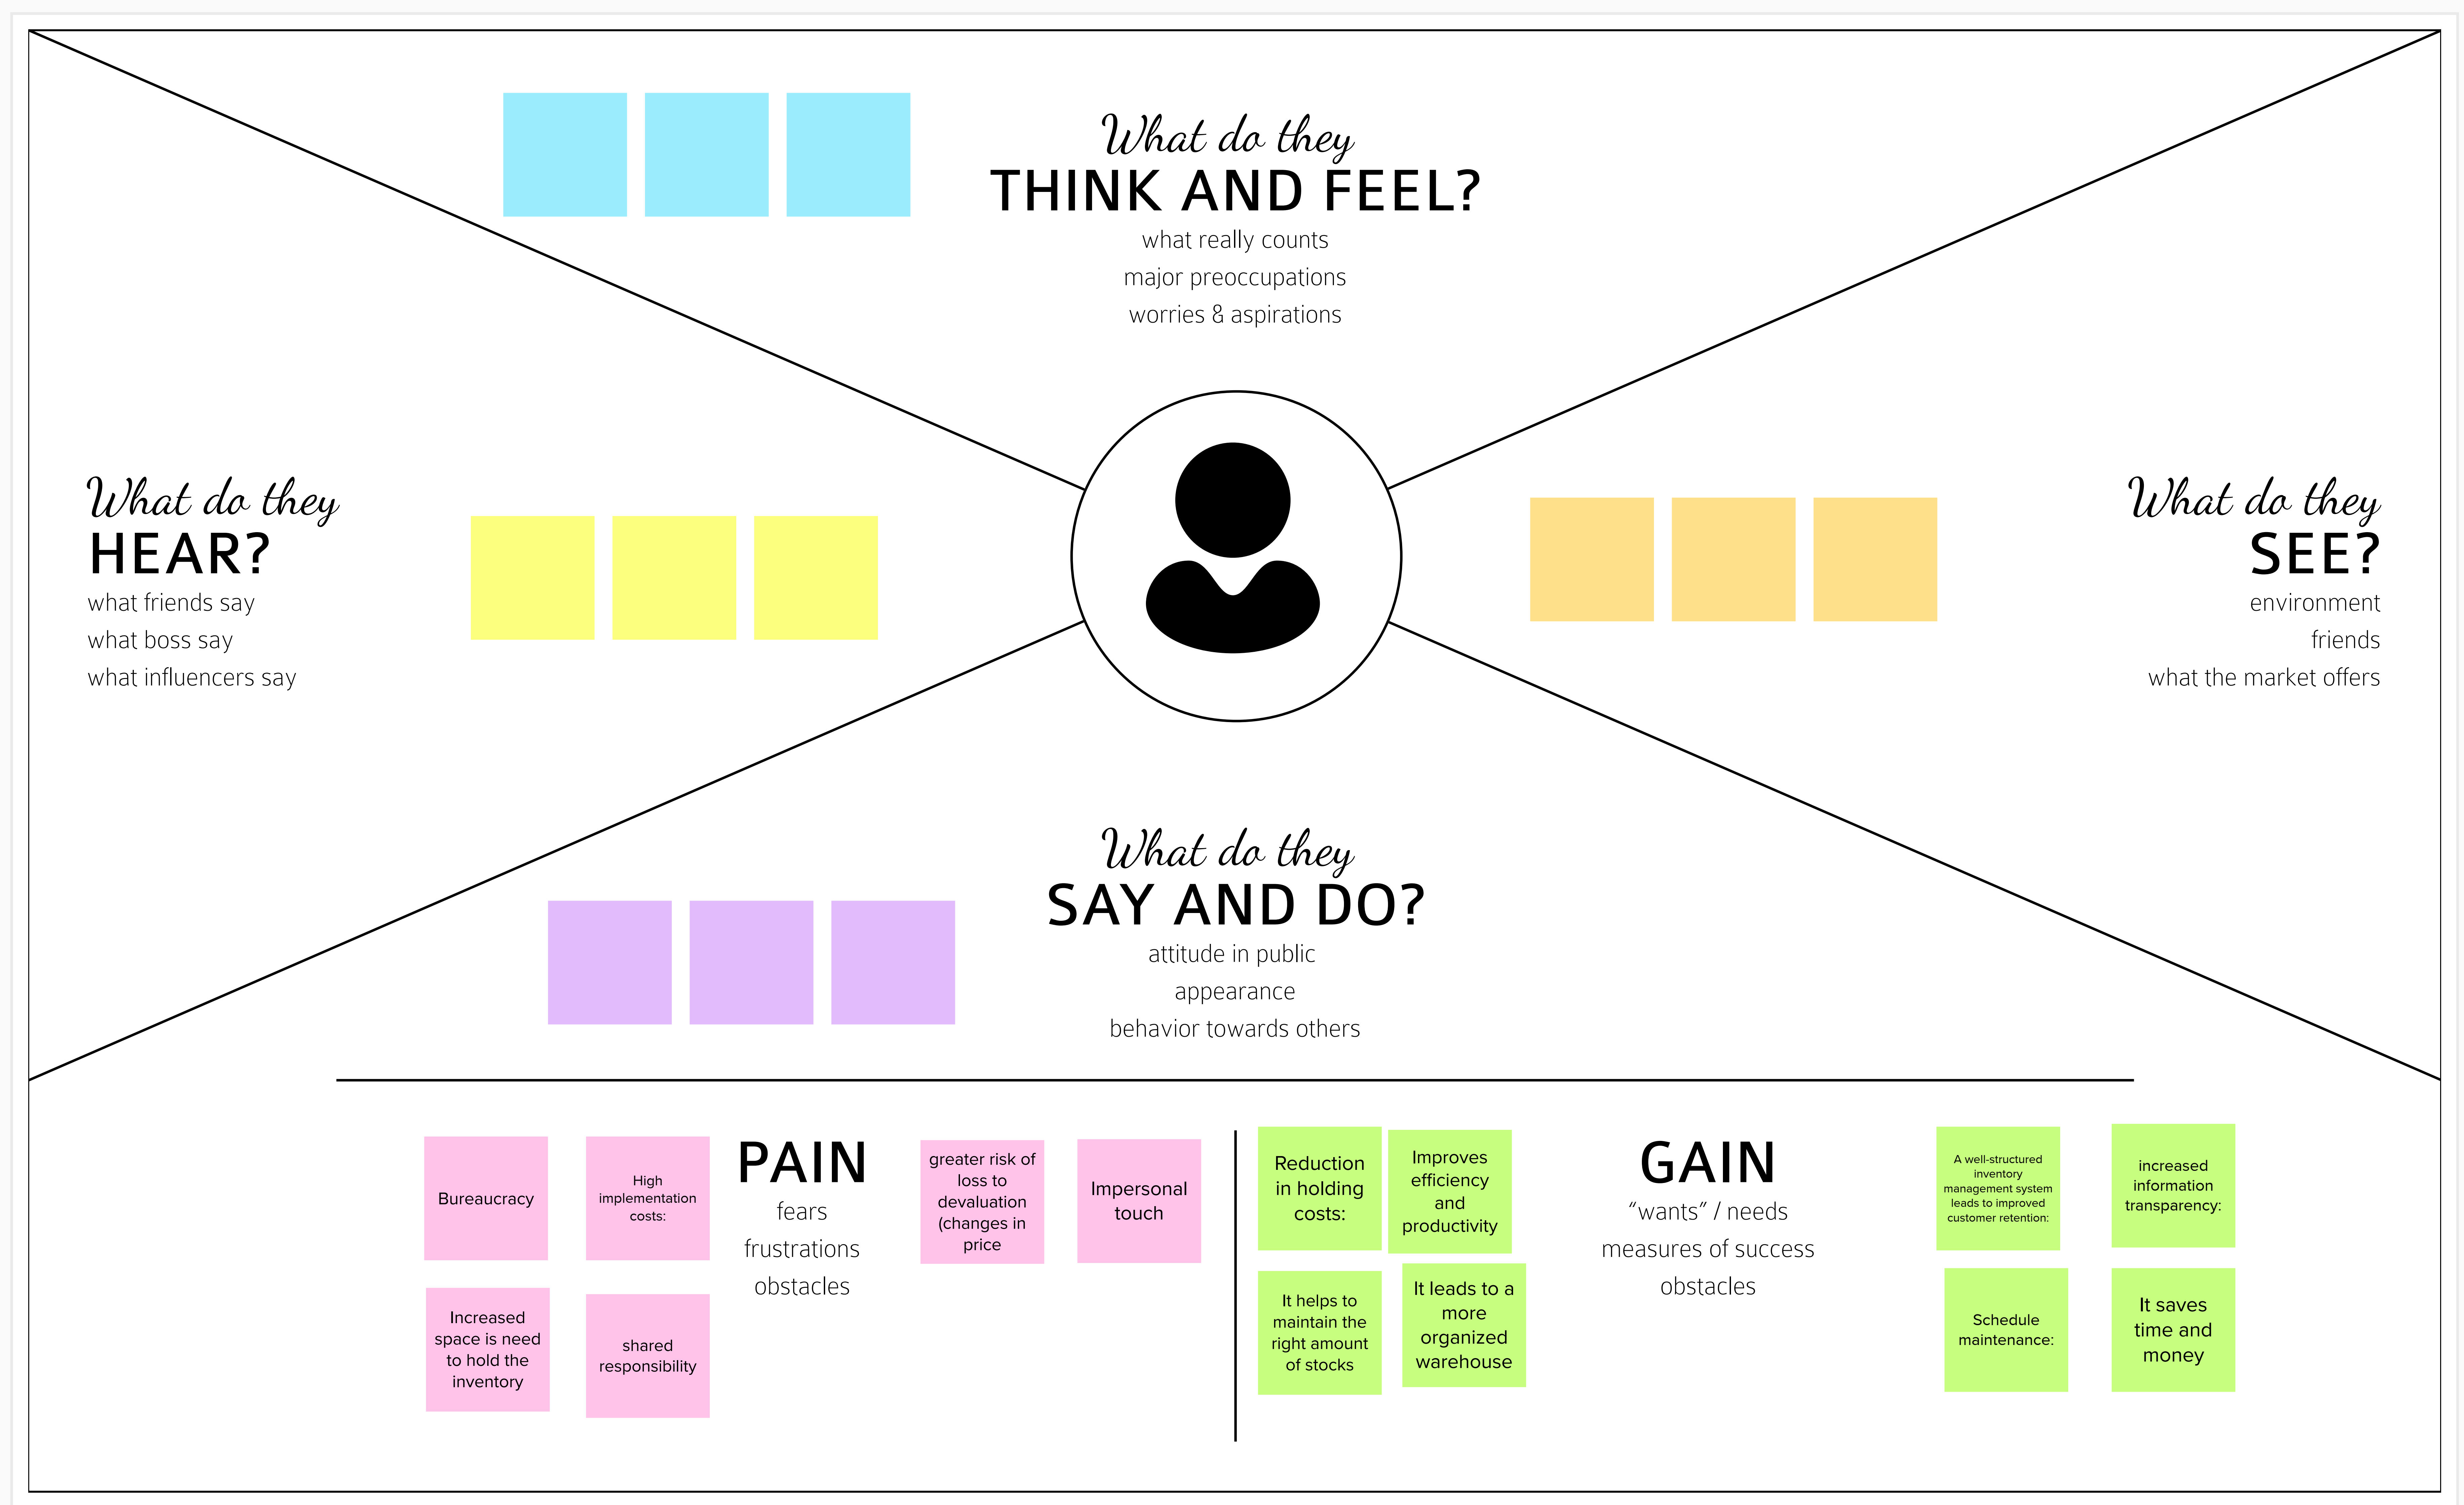 What do they
THINK AND FEEL?
what really counts
major preoccupations
worries & aspirations
What do they
HEAR?
what friends say
what boss say
what influencers say
What do they
SEE?
environment
friends
what the market offers
What do they
SAY AND DO?
attitude in public
appearance
behavior towards others
Bureaucracy
High
implementation
costs:
PAIN
fears
frustrations
obstacles
greater risk of
loss to
devaluation
(changes in
price
Impersonal
touch
Increased
space is need
to hold the
inventory
shared
responsibility
Reduction
in holding
costs:
Improves
efficiency
and
productivity
GAIN
“wants” / needs
measures of success
obstacles
A well-structured
inventory
management system
leads to improved
customer retention:
increased
information
transparency:
It helps to
maintain the
right amount
of stocks
It leads to a
more
organized
warehouse
Schedule
maintenance:
It saves
time and
money